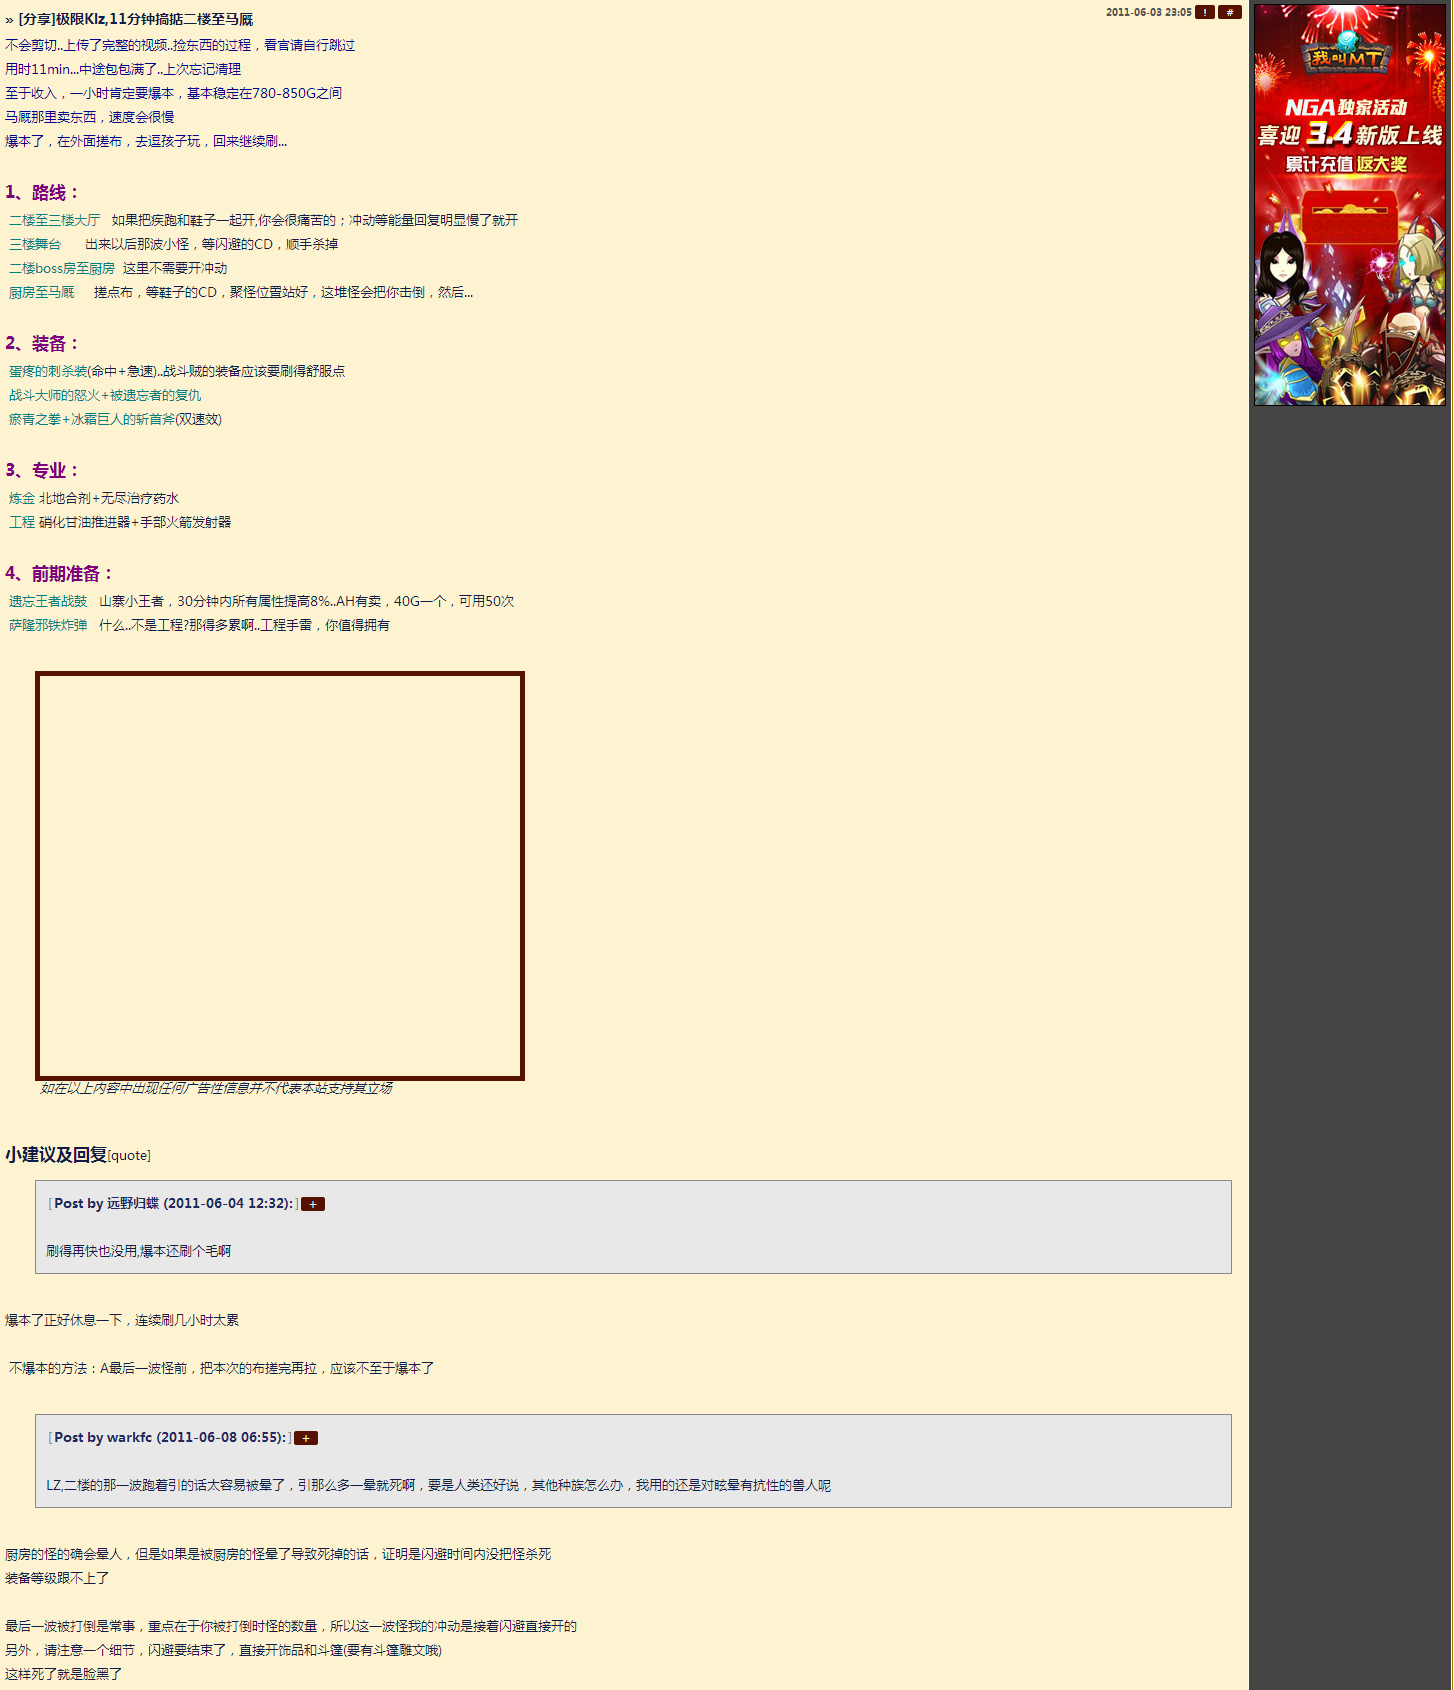 » [分享]极限Klz,11分钟搞掂二楼至马厩
2011-06-03 23:05 ! #
不会剪切..上传了完整的视频..捡东西的过程，看官请自行跳过
用时11min...中途包包满了..上次忘记清理
至于收入，一小时肯定要爆本，基本稳定在780-850G之间
马厩那里卖东西，速度会很慢
爆本了，在外面搓布，去逗孩子玩，回来继续刷...
1、路线：
二楼至三楼大厅 如果把疾跑和鞋子一起开,你会很痛苦的；冲动等能量回复明显慢了就开
三楼舞台 出来以后那波小怪，等闪避的CD，顺手杀掉
二楼boss房至厨房 这里不需要开冲动
厨房至马厩 搓点布，等鞋子的CD，聚怪位置站好，这堆怪会把你击倒，然后...
2、装备：
蛋疼的刺杀装(命中+急速)..战斗贼的装备应该要刷得舒服点
战斗大师的怒火+被遗忘者的复仇
瘀青之拳+冰霜巨人的斩首斧(双速效)
3、专业：
炼金 北地合剂+无尽治疗药水
工程 硝化甘油推进器+手部火箭发射器
4、前期准备：
遗忘王者战鼓 山寨小王者，30分钟内所有属性提高8%..AH有卖，40G一个，可用50次
萨隆邪铁炸弹 什么..不是工程?那得多累啊..工程手雷，你值得拥有
如在以上内容中出现任何广告性信息并不代表本站支持其立场
小建议及回复[quote]
[Post by 远野归蝶 (2011-06-04 12:32):] +
刷得再快也没用,爆本还刷个毛啊
爆本了正好休息一下，连续刷几小时太累
不爆本的方法：A最后一波怪前，把本次的布搓完再拉，应该不至于爆本了
[Post by warkfc (2011-06-08 06:55):] +
LZ,二楼的那一波跑着引的话太容易被晕了，引那么多一晕就死啊，要是人类还好说，其他种族怎么办，我用的还是对眩晕有抗性的兽人呢
厨房的怪的确会晕人，但是如果是被厨房的怪晕了导致死掉的话，证明是闪避时间内没把怪杀死
装备等级跟不上了
最后一波被打倒是常事，重点在于你被打倒时怪的数量，所以这一波怪我的冲动是接着闪避直接开的
另外，请注意一个细节，闪避要结束了，直接开饰品和斗篷(要有斗篷雕文哦)
这样死了就是脸黑了
我叫MT
NGA独家活动
喜迎3.4新版上线
累计充值 返大奖